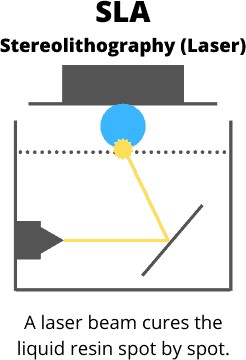 SLA
Stereolithography (Laser)
A laser beam cures the
liquid resin spot by spot.